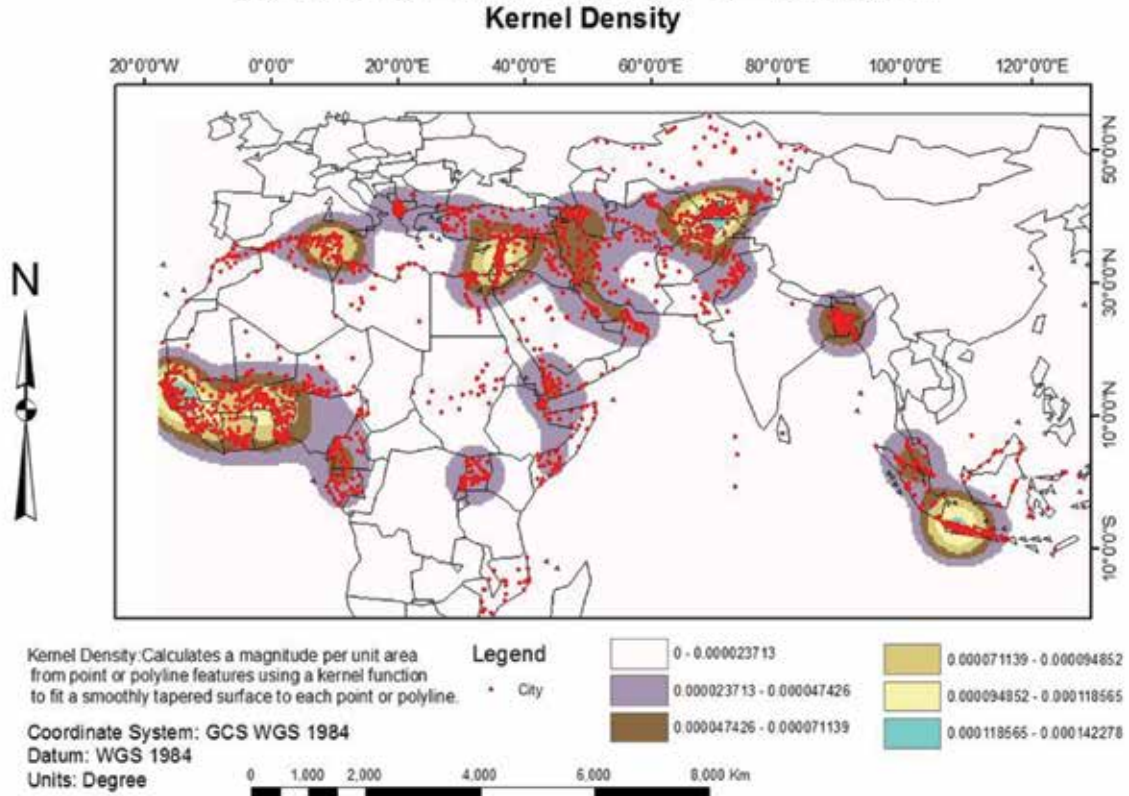 Kernel Density
20°0'0"W 0°0'0" 20°0'0"E 40°0'0"E 60°0'0"E 80°0'0"E 100°0'0"E 120°0'0"E
50°0'0"N
30°0'0"N
10°0'0"N
10°0'0"S
N
Kernel Density:Calculates a magnitude per unit area
from point or polyline features using a kernel function
to fit a smoothly tapered surface to each point or polyline.
Coordinate System: GCS WGS 1984
Datum: WGS 1984
Units: Degree
Legend
City
0 - 0.000023713
0.000023713 - 0.000047426
0.000047426 - 0.000071139
0.000071139 - 0.000094852
0.000094852 - 0.000118565
0.000118565 - 0.000142278
0 1,000 2,000 4,000 6,000 8,000 Km